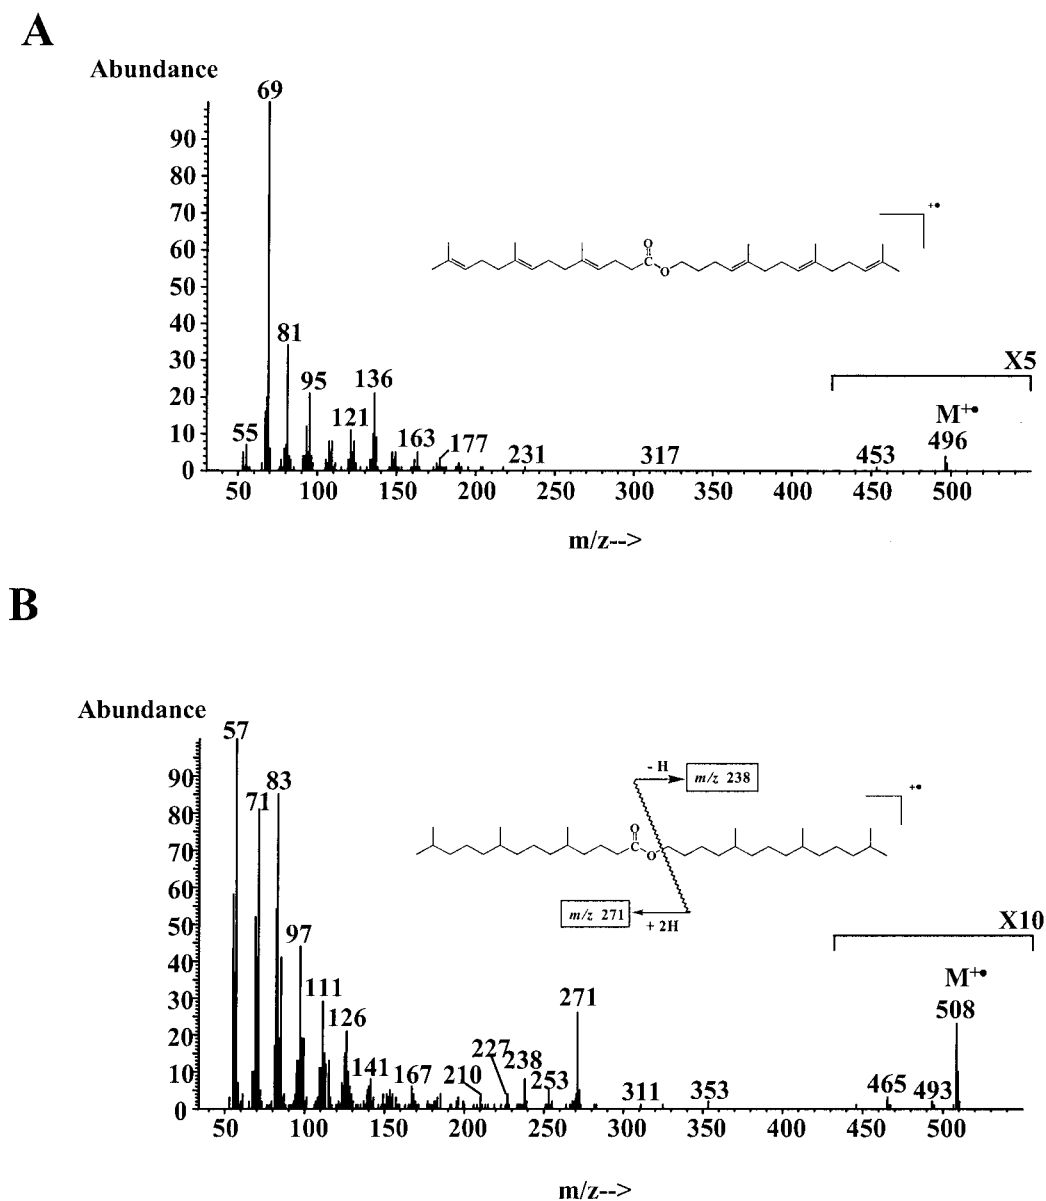 A
Abundance
69
90
80
70
60
50
40
30
20
10
0
81
55
95
121
136
163
177
231
317
453
496
M+•
X5
+•
O
C
O
50 100 150 200 250 300 350 400 450 500
m/z-->
B
Abundance
57
71
83
90
80
70
60
50
40
30
20
10
0
97
111
126
141
167
210
227
238
253
271
311
353
465
493
508
M+•
X10
+•
- H
m/z 238
O
C
O
m/z 271
+ 2H
50 100 150 200 250 300 350 400 450 500
m/z-->